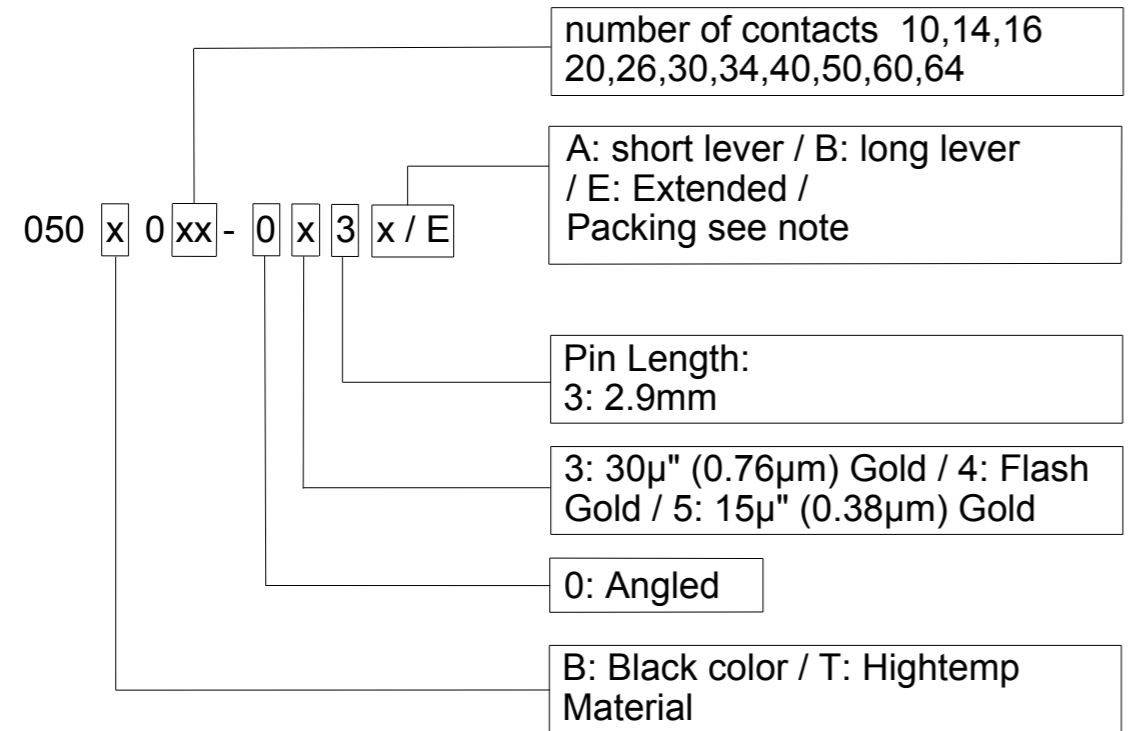 number of contacts 10,14,16
20,26,30,34,40,50,60,64
A: short lever / B: long lever
/ E: Extended /
Packing see note
050 x 0 xx - 0 x 3 x / E
Pin Length:
3: 2.9mm
3: 30µ" (0.76µm) Gold / 4: Flash
Gold / 5: 15µ" (0.38µm) Gold
0: Angled
B: Black color / T: Hightemp
Material